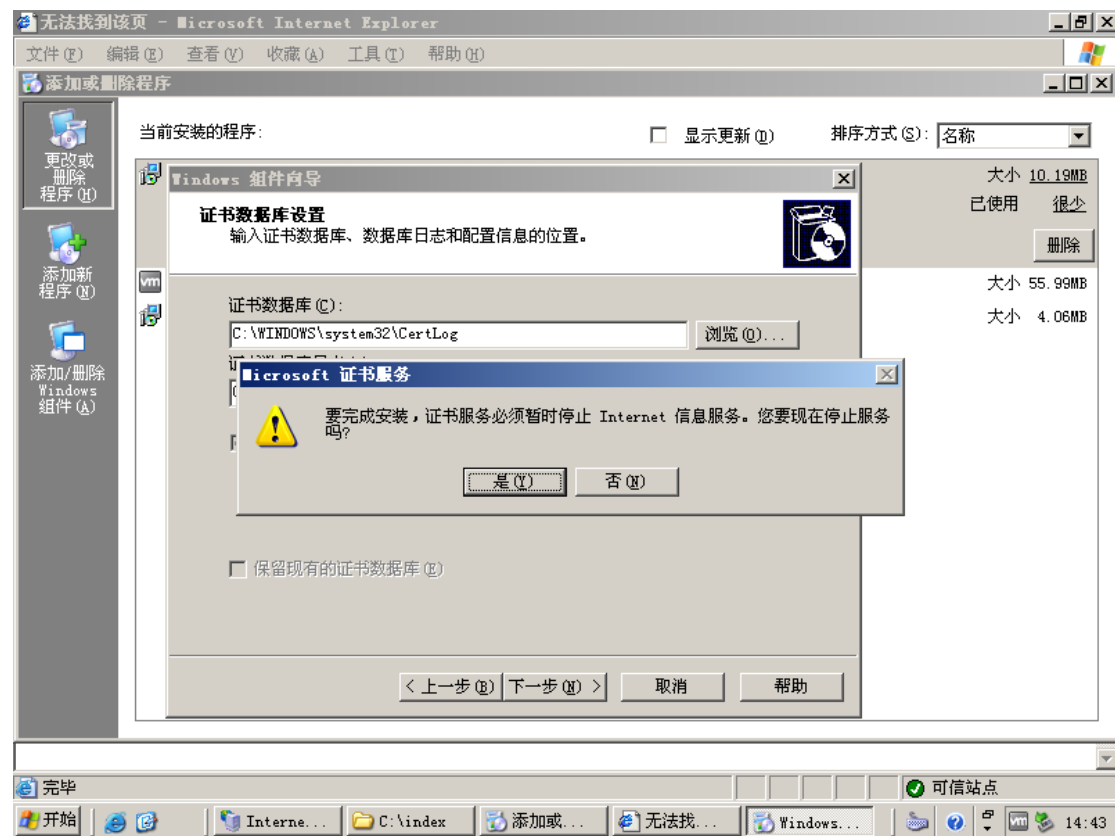 无法找到该页 - Microsoft Internet Explorer
文件(F) 编辑(E) 查看(V) 收藏(A) 工具(T) 帮助(H)
添加或删除程序
当前安装的程序:
显示更新(D)
排序方式(S):
名称
更改或
删除
程序(H)
添加新
程序(N)
添加/删除
Windows
组件(A)
大小 10.19MB
已使用 很少
删除
大小 55.99MB
大小 4.06MB
Windows 组件向导
证书数据库设置
输入证书数据库、数据库日志和配置信息的位置。
证书数据库(C):
C:\WINDOWS\system32\CertLog
浏览(O)...
Microsoft 证书服务
要完成安装，证书服务必须暂时停止 Internet 信息服务。您要现在停止服务
吗?
是(Y)
否(N)
保留现有的证书数据库(E)
< 上一步(B)
下一步(N) >
取消
帮助
完毕
可信站点
开始
Interne...
C:\index
添加或...
无法找...
Windows...
14:43